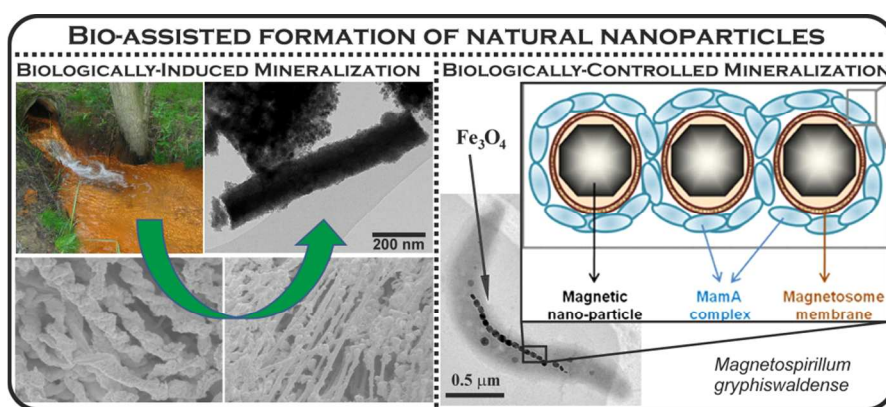 BIO-ASSISTED FORMATION OF NATURAL NANOPARTICLES
BIOLOGICALLY-INDUCED MINERALIZATION
200 nm
BIOLOGICALLY-CONTROLLED MINERALIZATION
Fe₃O₄
Magnetic
nano-particle
MamA
complex
Magnetosome
membrane
0.5 µm
Magnetospirillum
gryphiswaldense